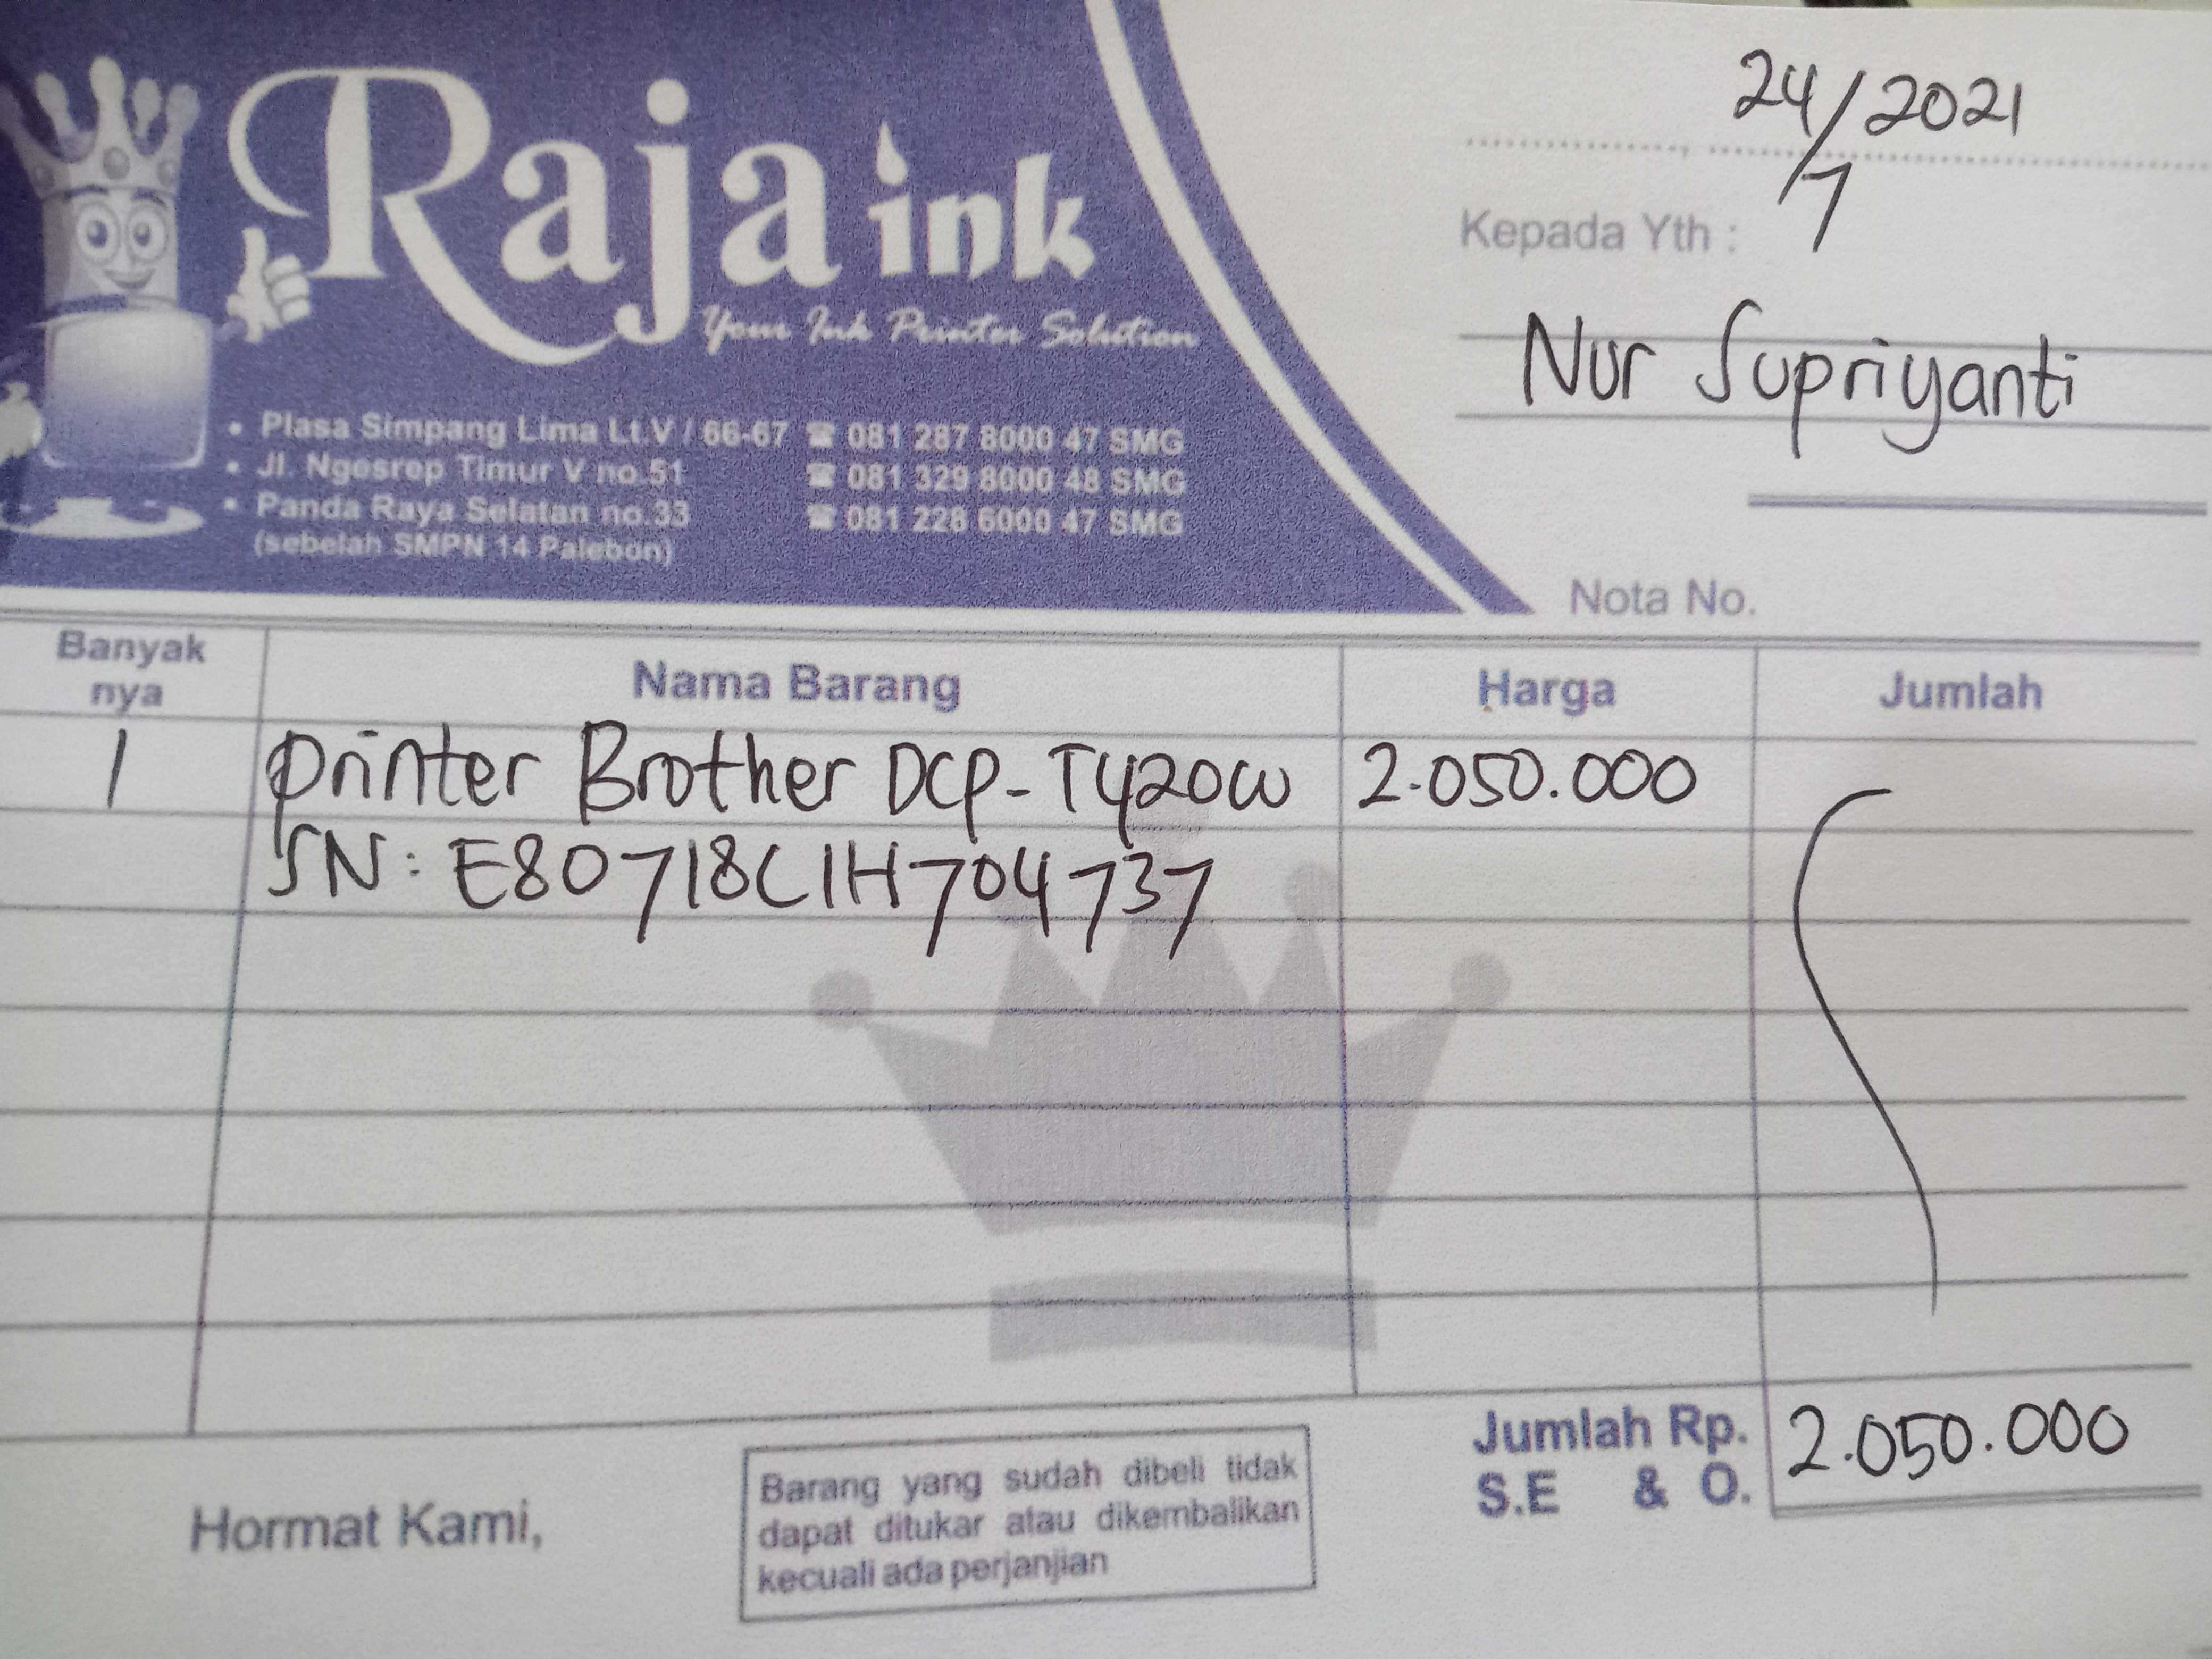 Raja ink
Your Ink Printer Solution
• Plasa Simpang Lima Lt.V / 66-67 ☎ 081 287 8000 47 SMG
• Jl. Ngesrep Timur V no.51 ☎ 081 329 8000 48 SMG
• Panda Raya Selatan no.33 ☎ 081 228 6000 47 SMG
(sebelah SMPN 14 Palebon)
24/7 2021
Kepada Yth :
Nur Supriyanti
Nota No.
Banyak nya Nama Barang Harga Jumlah
1 Printer Brother DCP-T420W 2.050.000
SN: E80718C1H704737
Jumlah Rp. 2.050.000
S.E & O.
Hormat Kami,
Barang yang sudah dibeli tidak
dapat ditukar atau dikembalikan
kecuali ada perjanjian